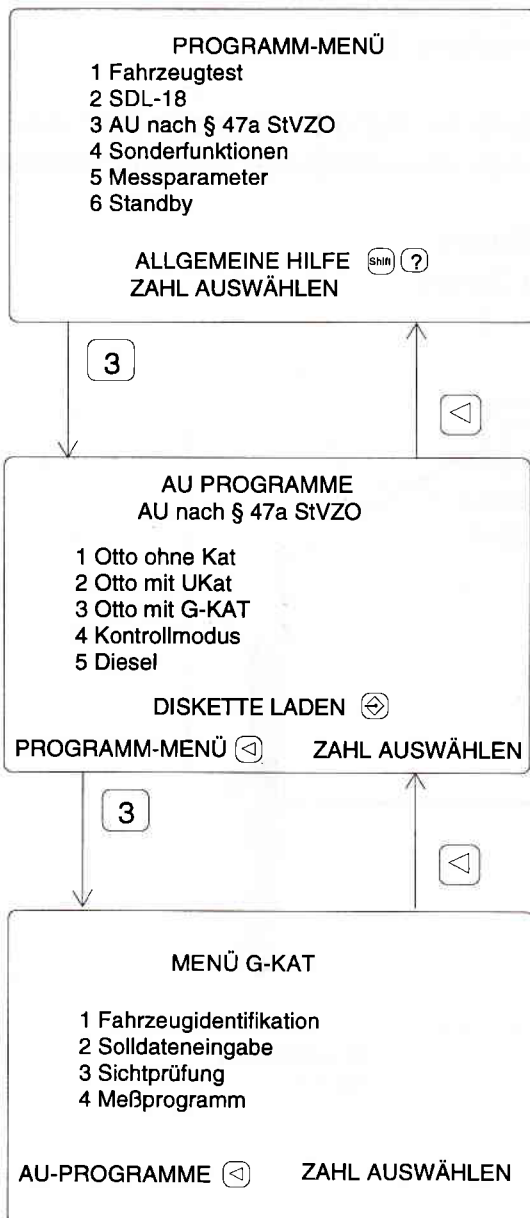 PROGRAMM-MENÜ
1 Fahrzeugtest
2 SDL-18
3 AU nach § 47a StVZO
4 Sonderfunktionen
5 Messparameter
6 Standby
ALLGEMEINE HILFE Shift ?
ZAHL AUSWÄHLEN
3
AU PROGRAMME
AU nach § 47a StVZO
1 Otto ohne Kat
2 Otto mit UKat
3 Otto mit G-KAT
4 Kontrollmodus
5 Diesel
DISKETTE LADEN
PROGRAMM-MENÜ ZAHL AUSWÄHLEN
3
MENÜ G-KAT
1 Fahrzeugidentifikation
2 Solldateneingabe
3 Sichtprüfung
4 Meßprogramm
AU-PROGRAMME ZAHL AUSWÄHLEN